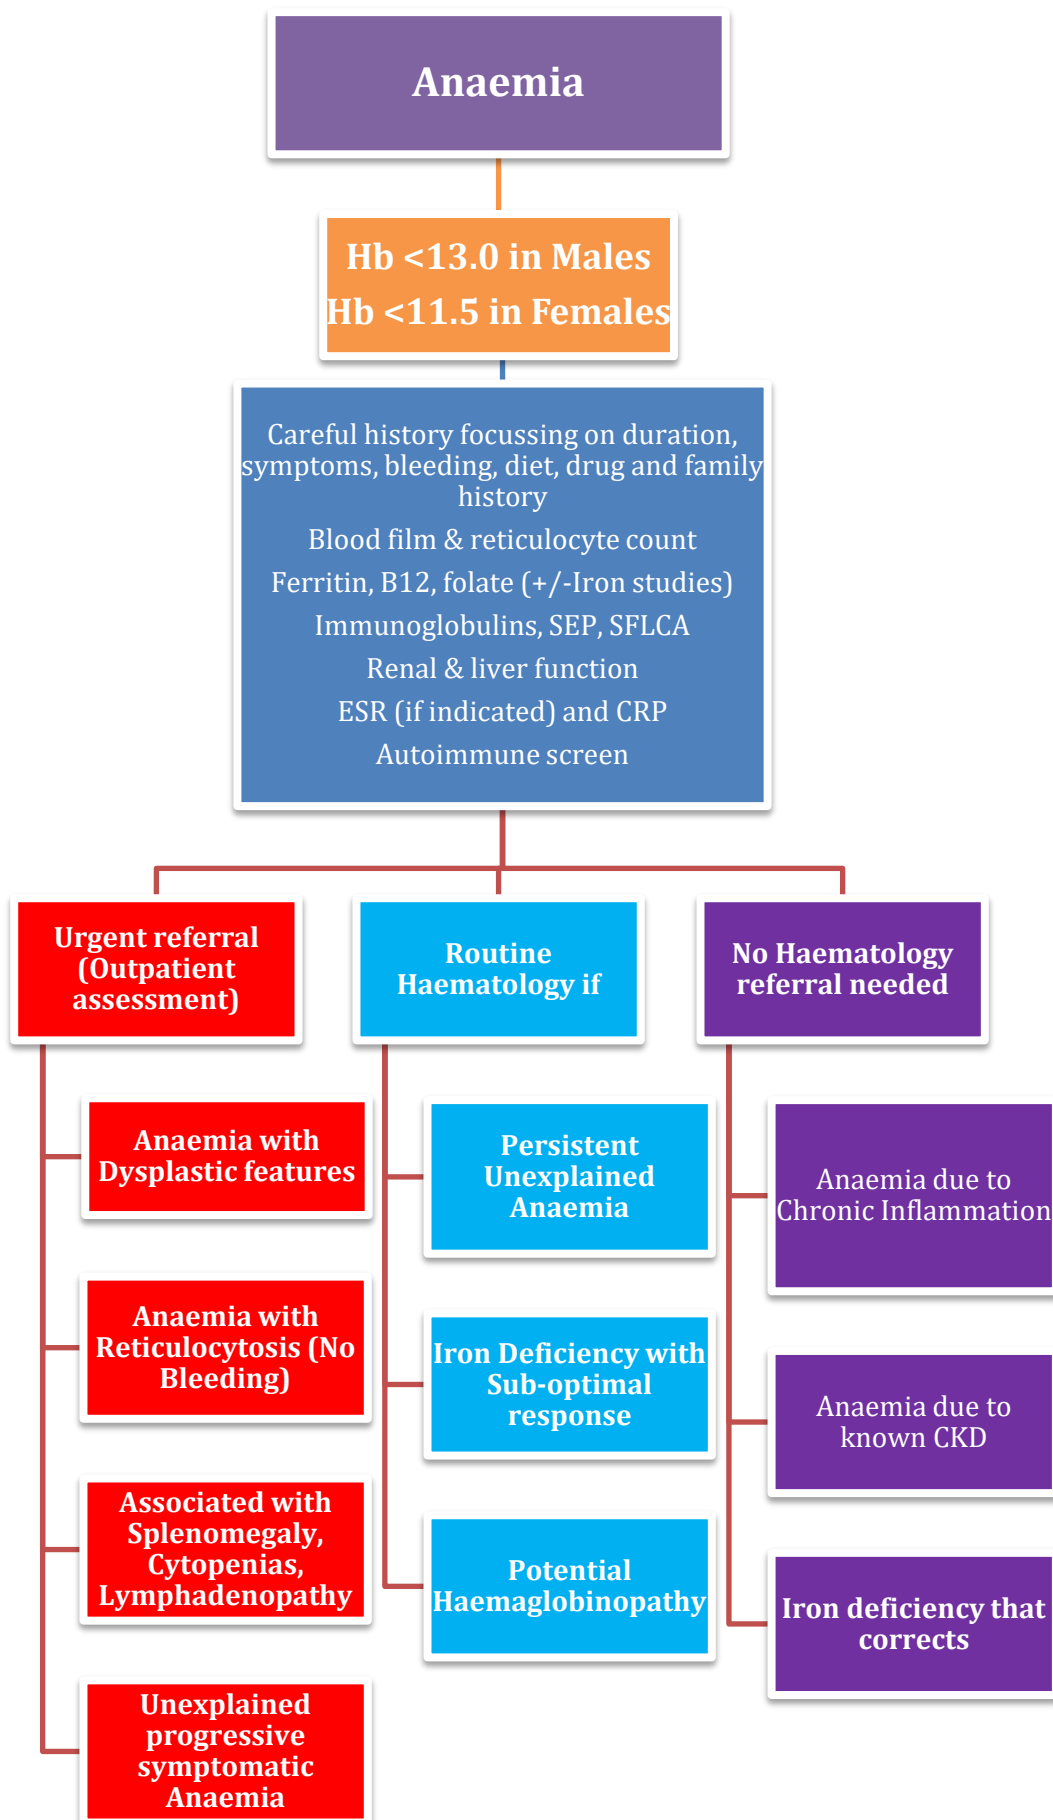 Anaemia
Hb <13.0 in Males
Hb <11.5 in Females
Careful history focussing on duration,
symptoms, bleeding, diet, drug and family
history
Blood film & reticulocyte count
Ferritin, B12, folate (+/-Iron studies)
Immunoglobulins, SEP, SFLCA
Renal & liver function
ESR (if indicated) and CRP
Autoimmune screen
Urgent referral
(Outpatient
assessment)
Anaemia with
Dysplastic features
Anaemia with
Reticulocytosis (No
Bleeding)
Associated with
Splenomegaly,
Cytopenias,
Lymphadenopathy
Unexplained
progressive
symptomatic
Anaemia
Routine
Haematology if
Persistent
Unexplained
Anaemia
Iron Deficiency with
Sub-optimal
response
Potential
Haemaglobinopathy
No Haematology
referral needed
Anaemia due to
Chronic Inflammation
Anaemia due to
known CKD
Iron deficiency that
corrects